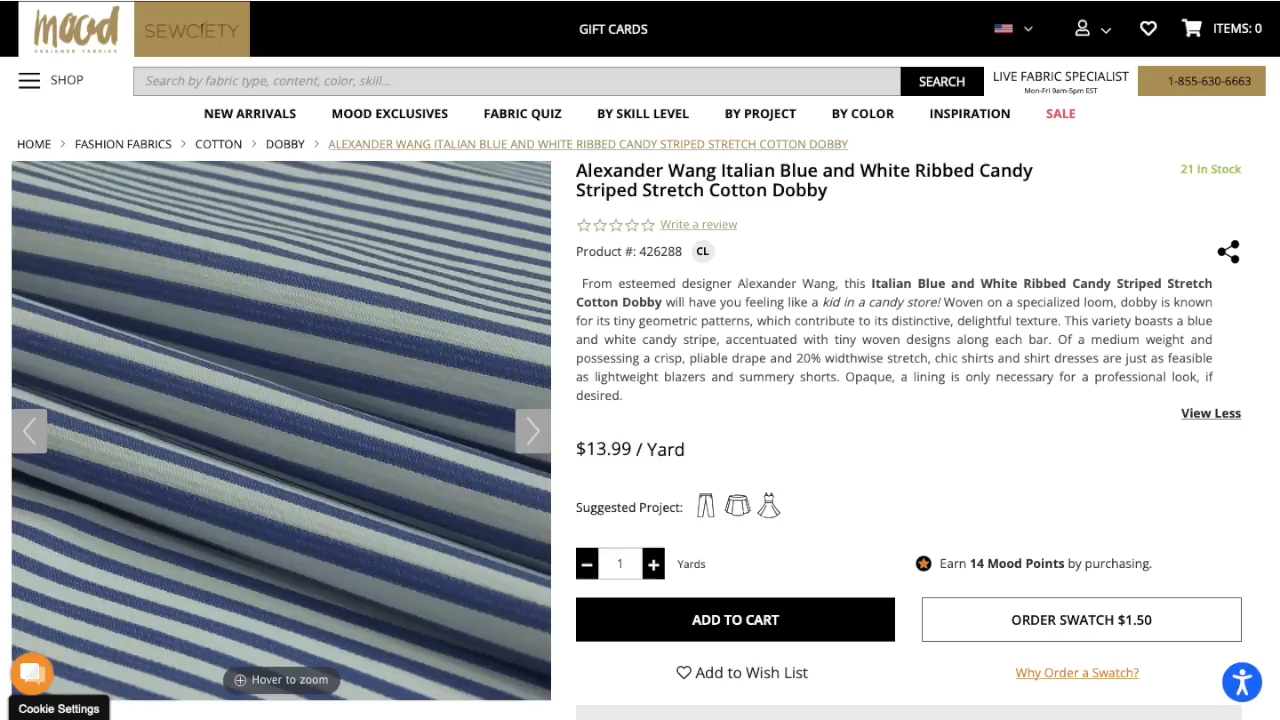 mood
DESIGNER FABRICS
SEWCIETY
GIFT CARDS
ITEMS: 0
SHOP
Search by fabric type, content, color, skill...
SEARCH
LIVE FABRIC SPECIALIST
Mon-Fri 9am-5pm EST
1-855-630-6663
NEW ARRIVALS
MOOD EXCLUSIVES
FABRIC QUIZ
BY SKILL LEVEL
BY PROJECT
BY COLOR
INSPIRATION
SALE
HOME > FASHION FABRICS > COTTON > DOBBY > ALEXANDER WANG ITALIAN BLUE AND WHITE RIBBED CANDY STRIPED STRETCH COTTON DOBBY
Alexander Wang Italian Blue and White Ribbed Candy
Striped Stretch Cotton Dobby
21 In Stock
Write a review
Product #: 426288 CL
From esteemed designer Alexander Wang, this Italian Blue and White Ribbed Candy Striped Stretch
Cotton Dobby will have you feeling like a kid in a candy store! Woven on a specialized loom, dobby is known
for its tiny geometric patterns, which contribute to its distinctive, delightful texture. This variety boasts a blue
and white candy stripe, accentuated with tiny woven designs along each bar. Of a medium weight and
possessing a crisp, pliable drape and 20% widthwise stretch, chic shirts and shirt dresses are just as feasible
as lightweight blazers and summery shorts. Opaque, a lining is only necessary for a professional look, if
desired.
View Less
$13.99 / Yard
Suggested Project:
1
Yards
Earn 14 Mood Points by purchasing.
ADD TO CART
ORDER SWATCH $1.50
Add to Wish List
Why Order a Swatch?
Hover to zoom
Cookie Settings